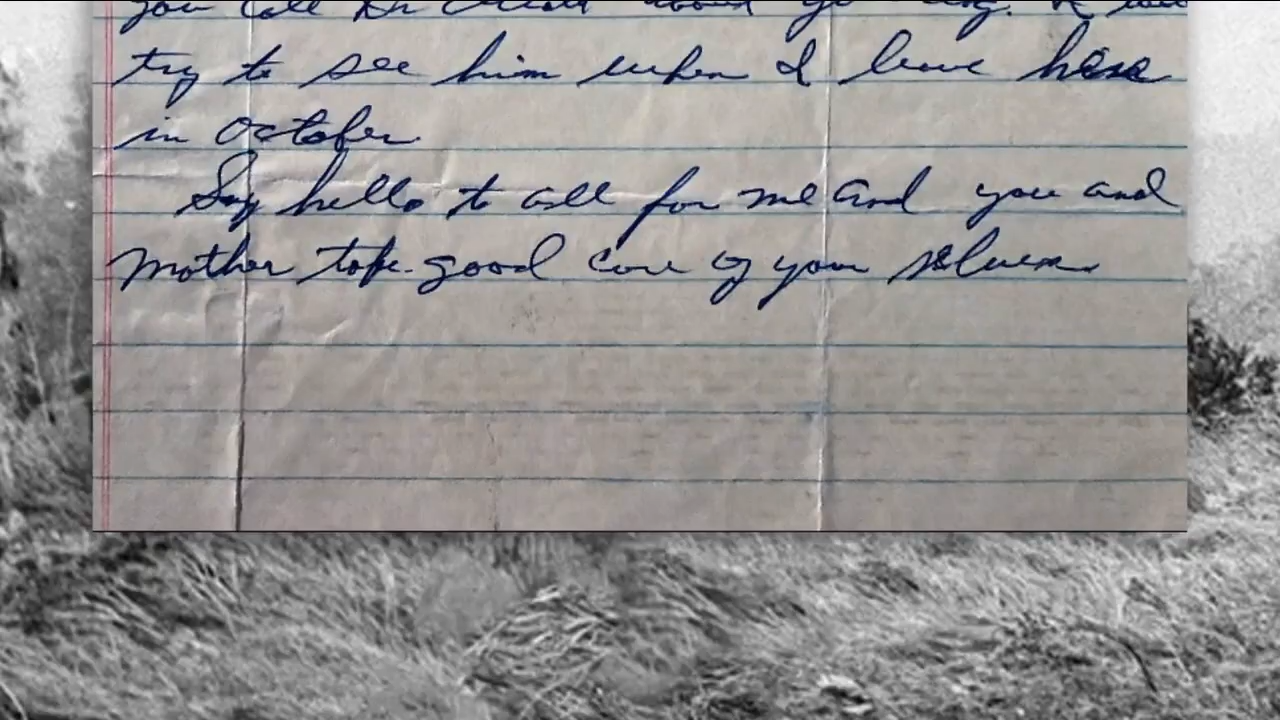 try to see him when I leave here
in October
Say hello to all for me and you and
Mother take good care of your selves